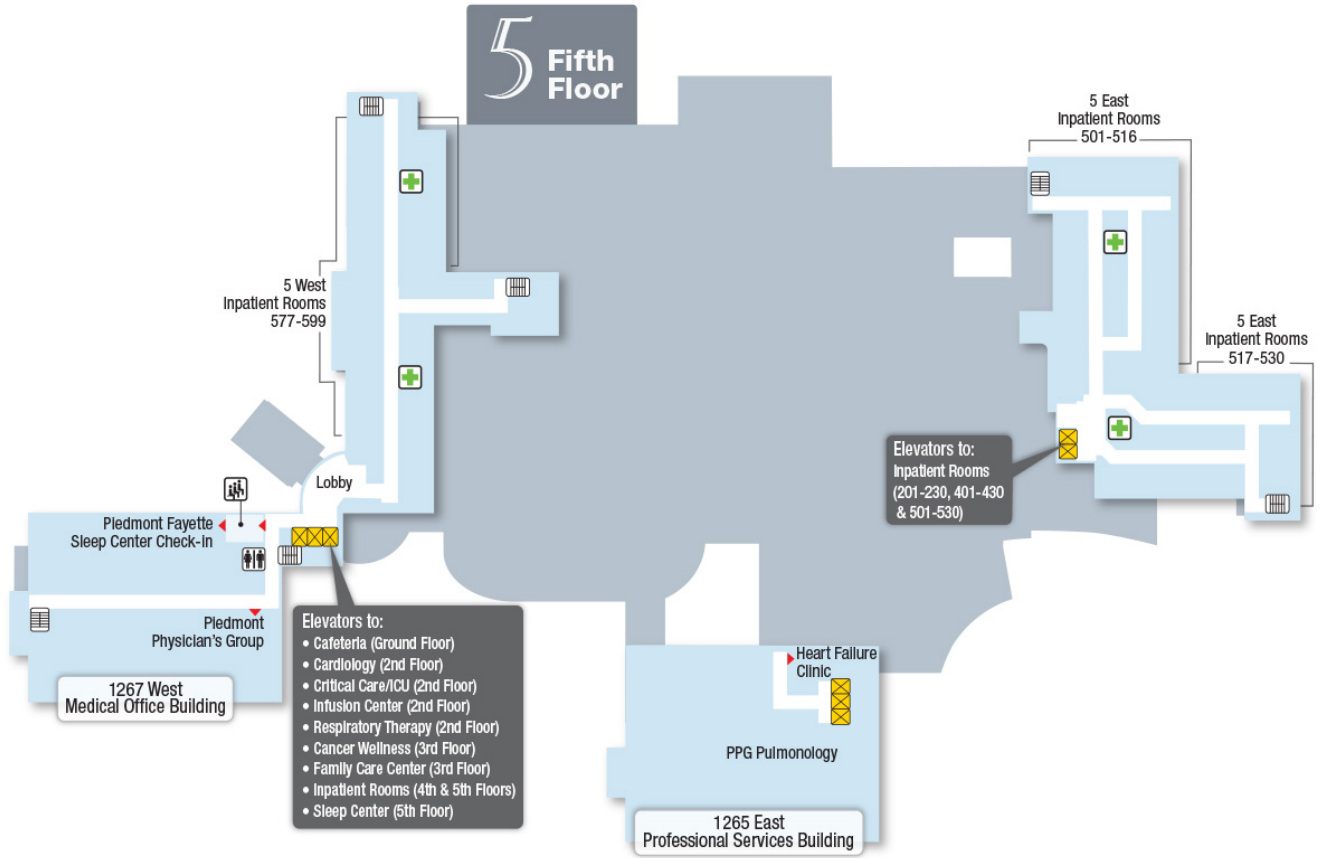 5 Fifth
Floor
5 East
Inpatient Rooms
501-516
5 West
Inpatient Rooms
577-599
5 East
Inpatient Rooms
517-530
Elevators to:
Inpatient Rooms
(201-230, 401-430
& 501-530)
Lobby
Piedmont Fayette
Sleep Center Check-in
Piedmont
Physician's Group
1267 West
Medical Office Building
Elevators to:
• Cafeteria (Ground Floor)
• Cardiology (2nd Floor)
• Critical Care/ICU (2nd Floor)
• Infusion Center (2nd Floor)
• Respiratory Therapy (2nd Floor)
• Cancer Wellness (3rd Floor)
• Family Care Center (3rd Floor)
• Inpatient Rooms (4th & 5th Floors)
• Sleep Center (5th Floor)
Heart Failure
Clinic
PPG Pulmonology
1265 East
Professional Services Building